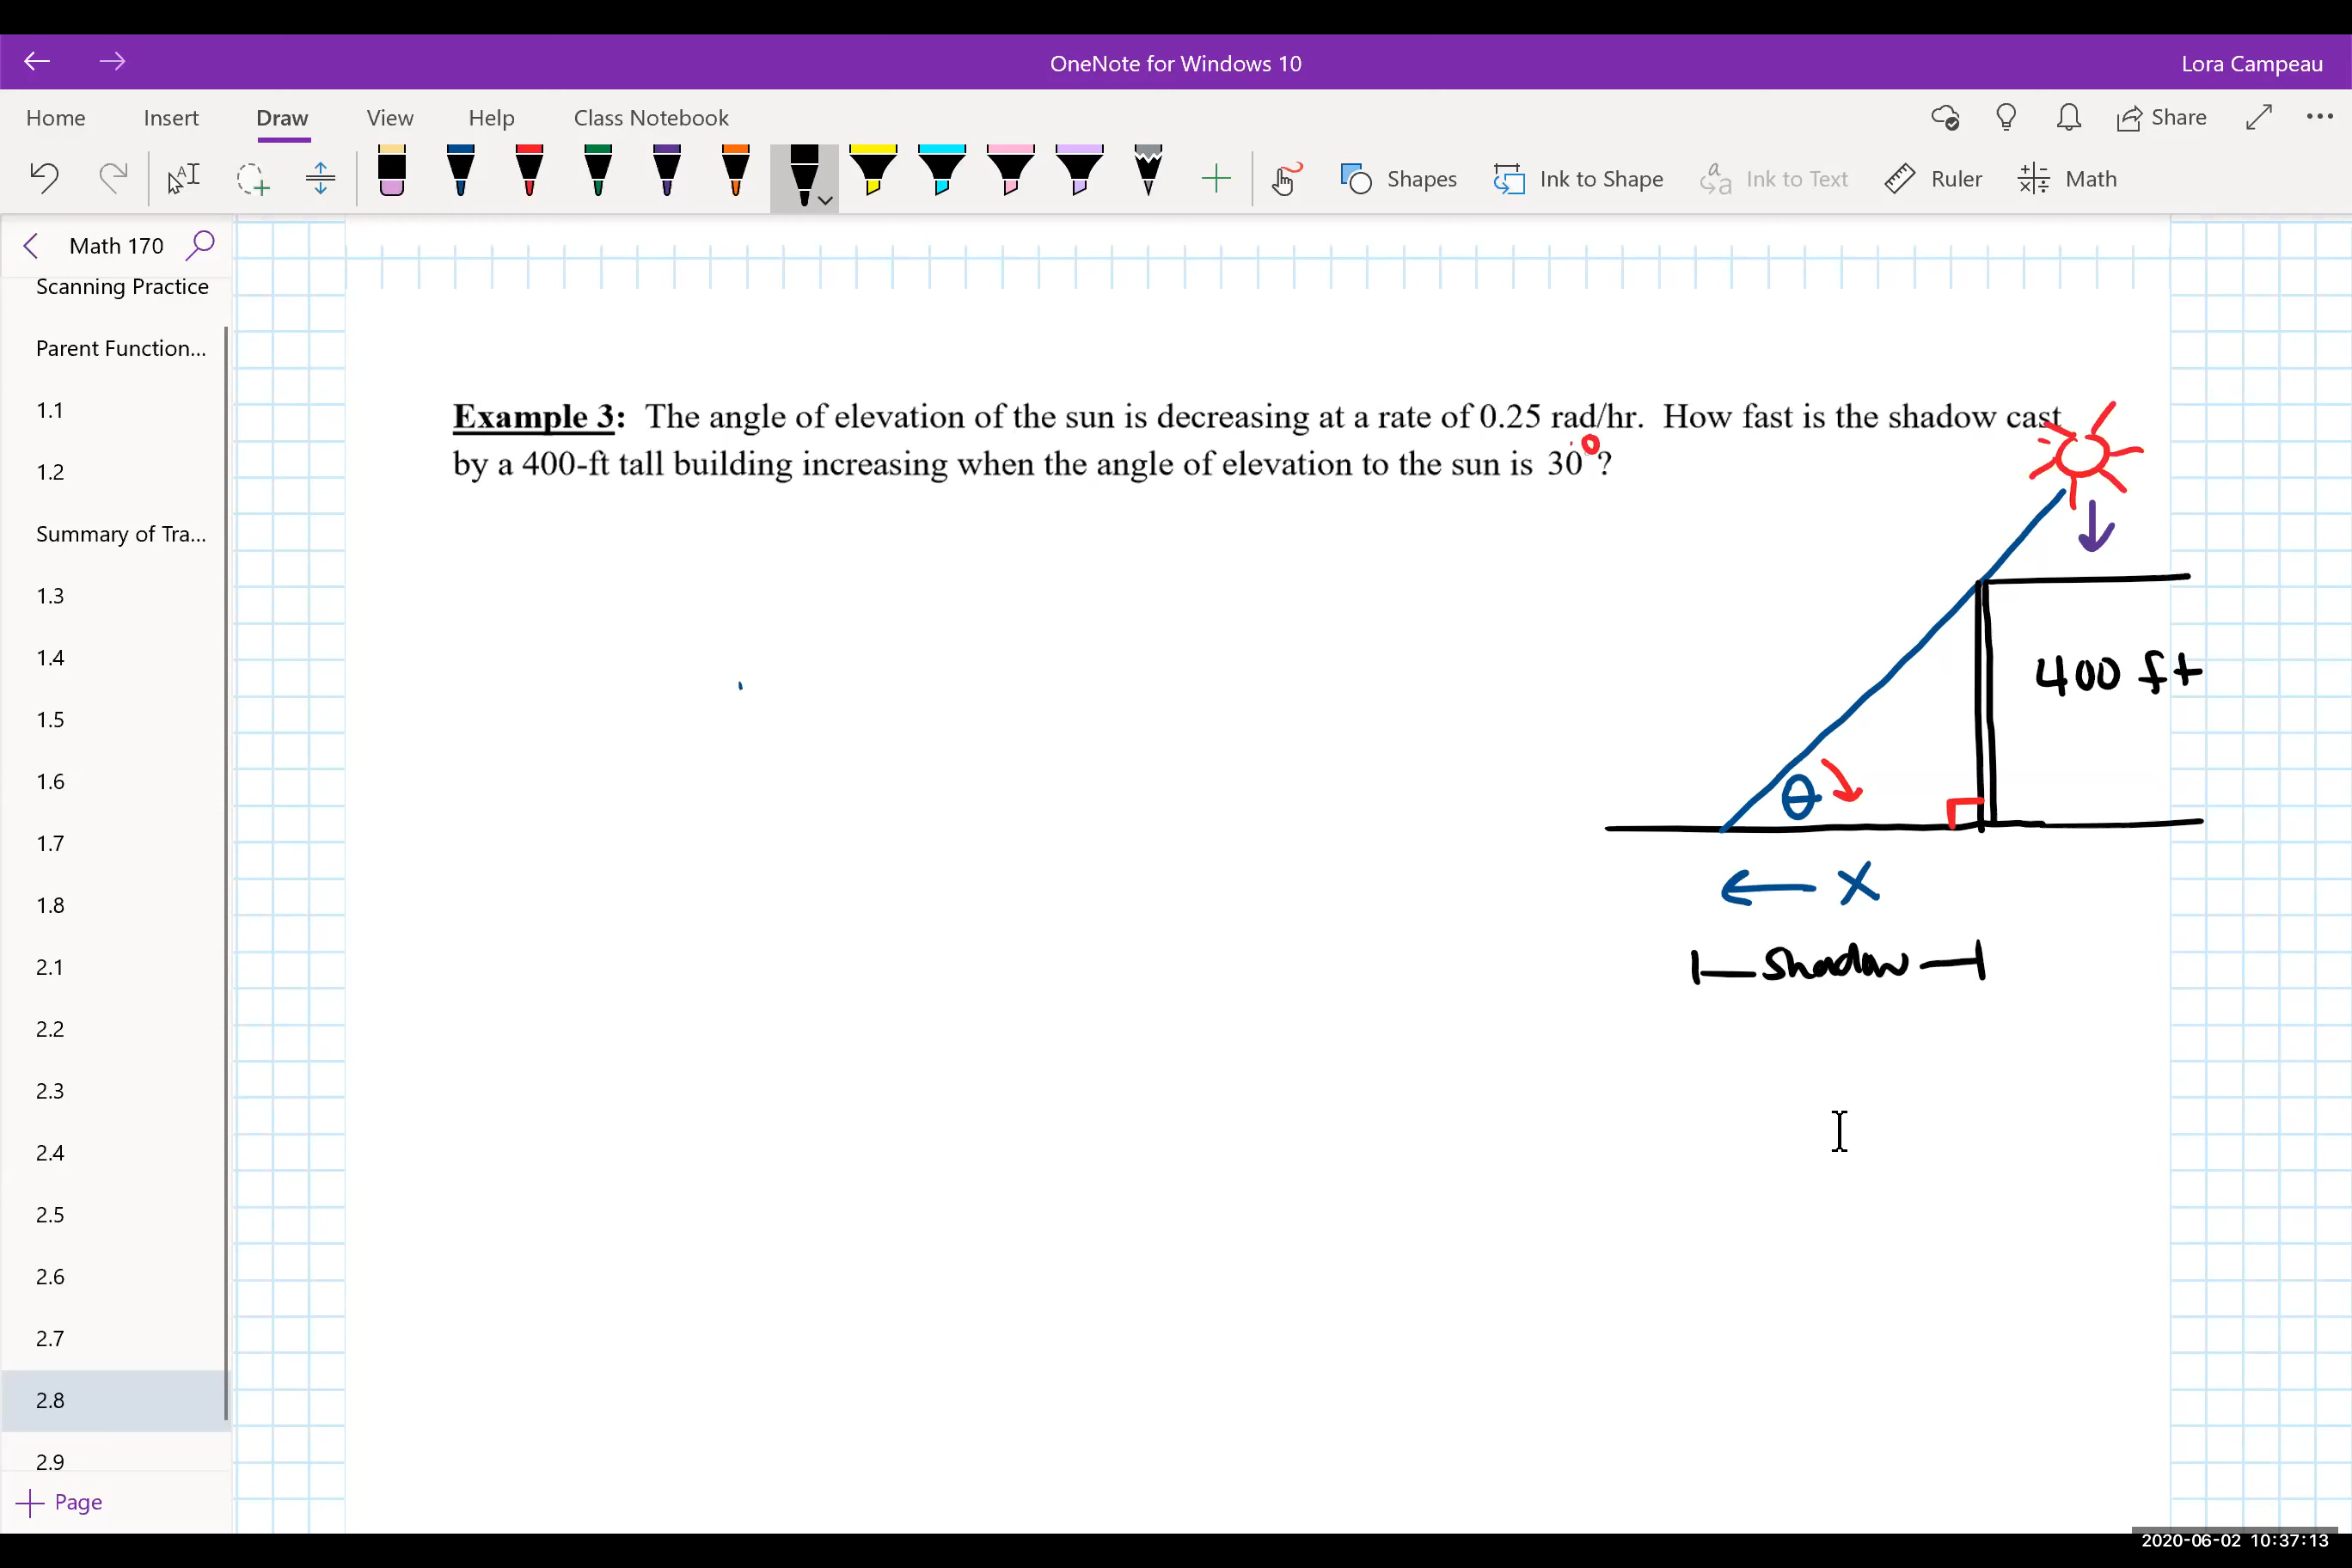 OneNote for Windows 10
Lora Campeau
Home Insert Draw View Help Class Notebook
Share
Shapes Ink to Shape Ink to Text Ruler Math
Math 170
Scanning Practice
Parent Function...
1.1
1.2
Summary of Tra...
1.3
1.4
1.5
1.6
1.7
1.8
2.1
2.2
2.3
2.4
2.5
2.6
2.7
2.8
2.9
Page
Example 3: The angle of elevation of the sun is decreasing at a rate of 0.25 rad/hr. How fast is the shadow cast
by a 400-ft tall building increasing when the angle of elevation to the sun is 30°?
400 ft
θ
x
shadow
2020-06-02 10:37:13